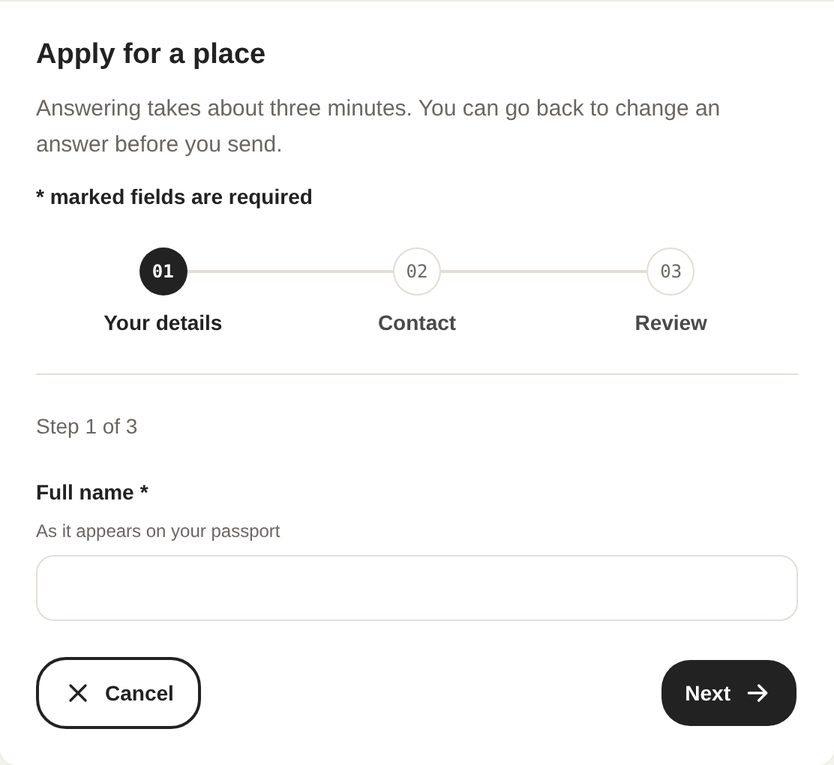 Apply for a place
Answering takes about three minutes. You can go back to change an
answer before you send.
* marked fields are required
01
02
03
Your details
Contact
Review
Step 1 of 3
Full name *
As it appears on your passport
Cancel
Next